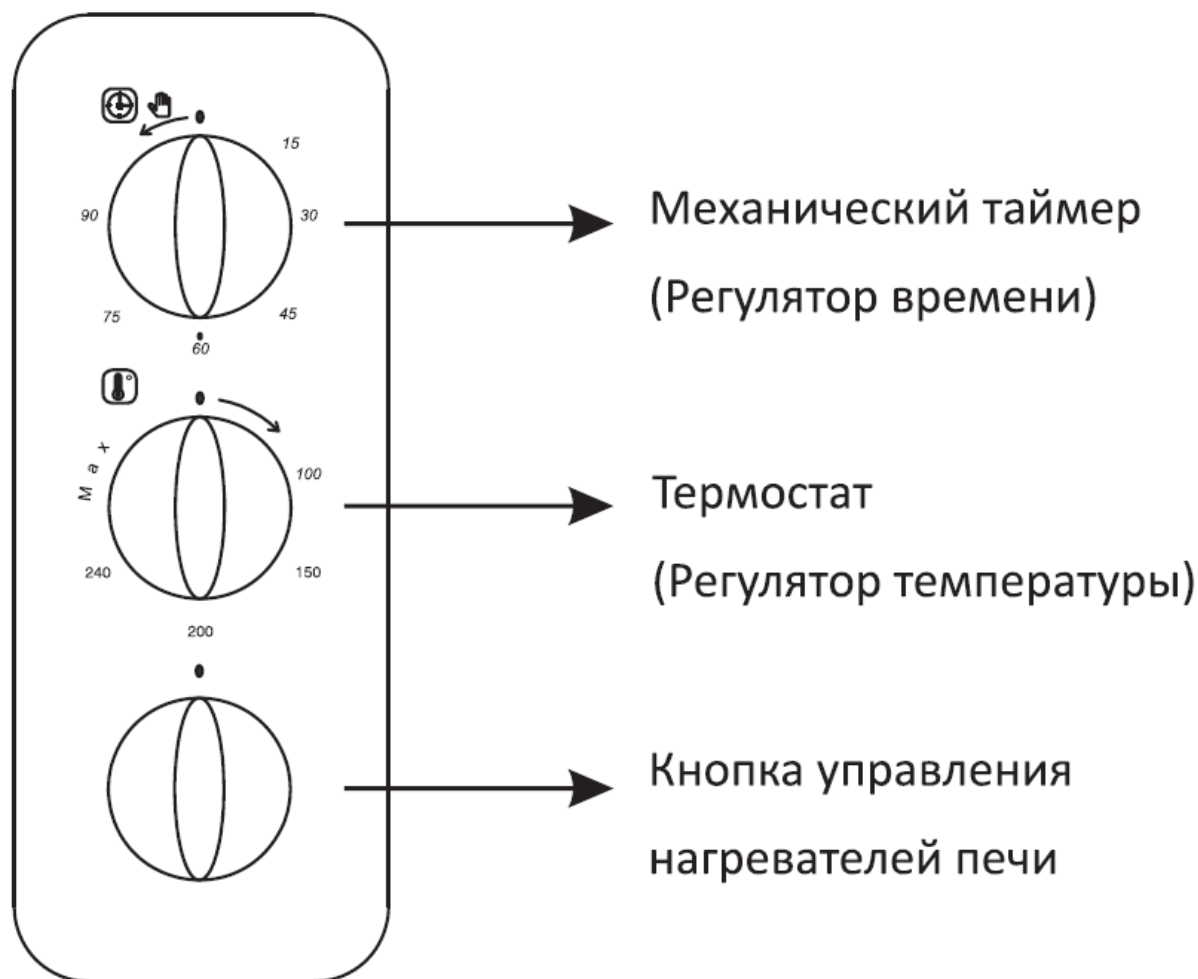 15
90
30
Механический таймер
(Регулятор времени)
75
45
60
Max
100
Термостат
240
150
(Регулятор температуры)
200
Кнопка управления
нагревателей печи